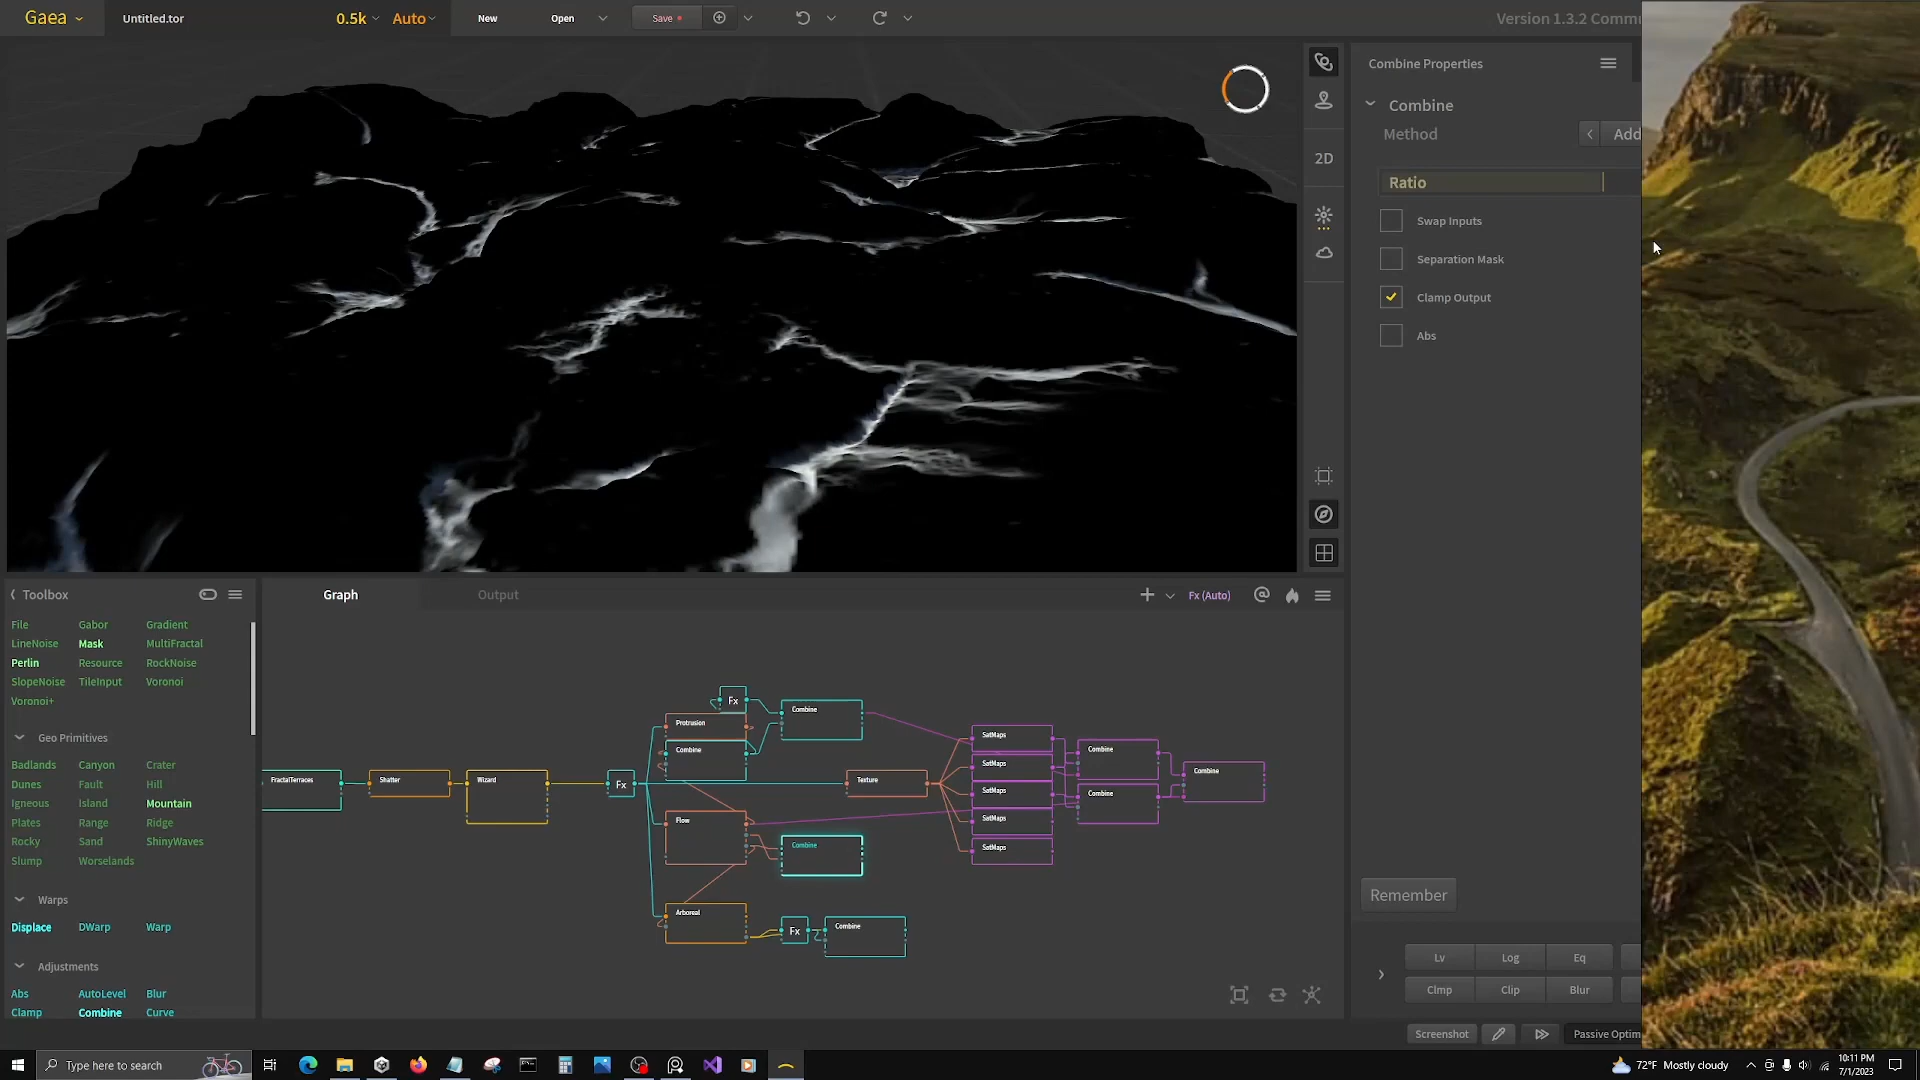 Gaea
Untitled.tor
0.5k
Auto
New
Open
Save
Version 1.3.2 Commu
Combine Properties
Combine
Method
Add
Ratio
Swap Inputs
Separation Mask
Clamp Output
Abs
2D
Toolbox
Graph
Output
Fx (Auto)
File
Gabor
Gradient
LineNoise
Mask
MultiFractal
Perlin
Resource
RockNoise
SlopeNoise
TileInput
Voronoi
Voronoi+
Geo Primitives
Badlands
Canyon
Crater
Dunes
Fault
Hill
Igneous
Island
Mountain
Plates
Range
Ridge
Rocky
Sand
ShinyWaves
Slump
Worselands
Warps
Displace
DWarp
Warp
Adjustments
Abs
AutoLevel
Blur
Clamp
Combine
Curve
FractalTerraces
Shatter
Wizard
Fx
Fx
Protrusion
Combine
Combine
Flow
Combine
Arboreal
Fx
Combine
Texture
SatMaps
SatMaps
SatMaps
SatMaps
SatMaps
Combine
Combine
Combine
Remember
Lv
Log
Eq
Clmp
Clip
Blur
Screenshot
Passive Optim
Type here to search
72°F Mostly cloudy
10:11 PM
7/1/2023